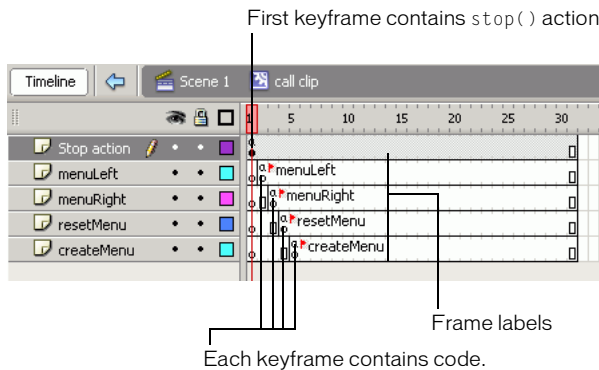 First keyframe contains stop() action
Timeline Scene 1 call clip
1 5 10 15 20 25 30
Stop action a
menuLeft a menuLeft
menuRight a menuRight
resetMenu a resetMenu
createMenu a createMenu
Frame labels
Each keyframe contains code.